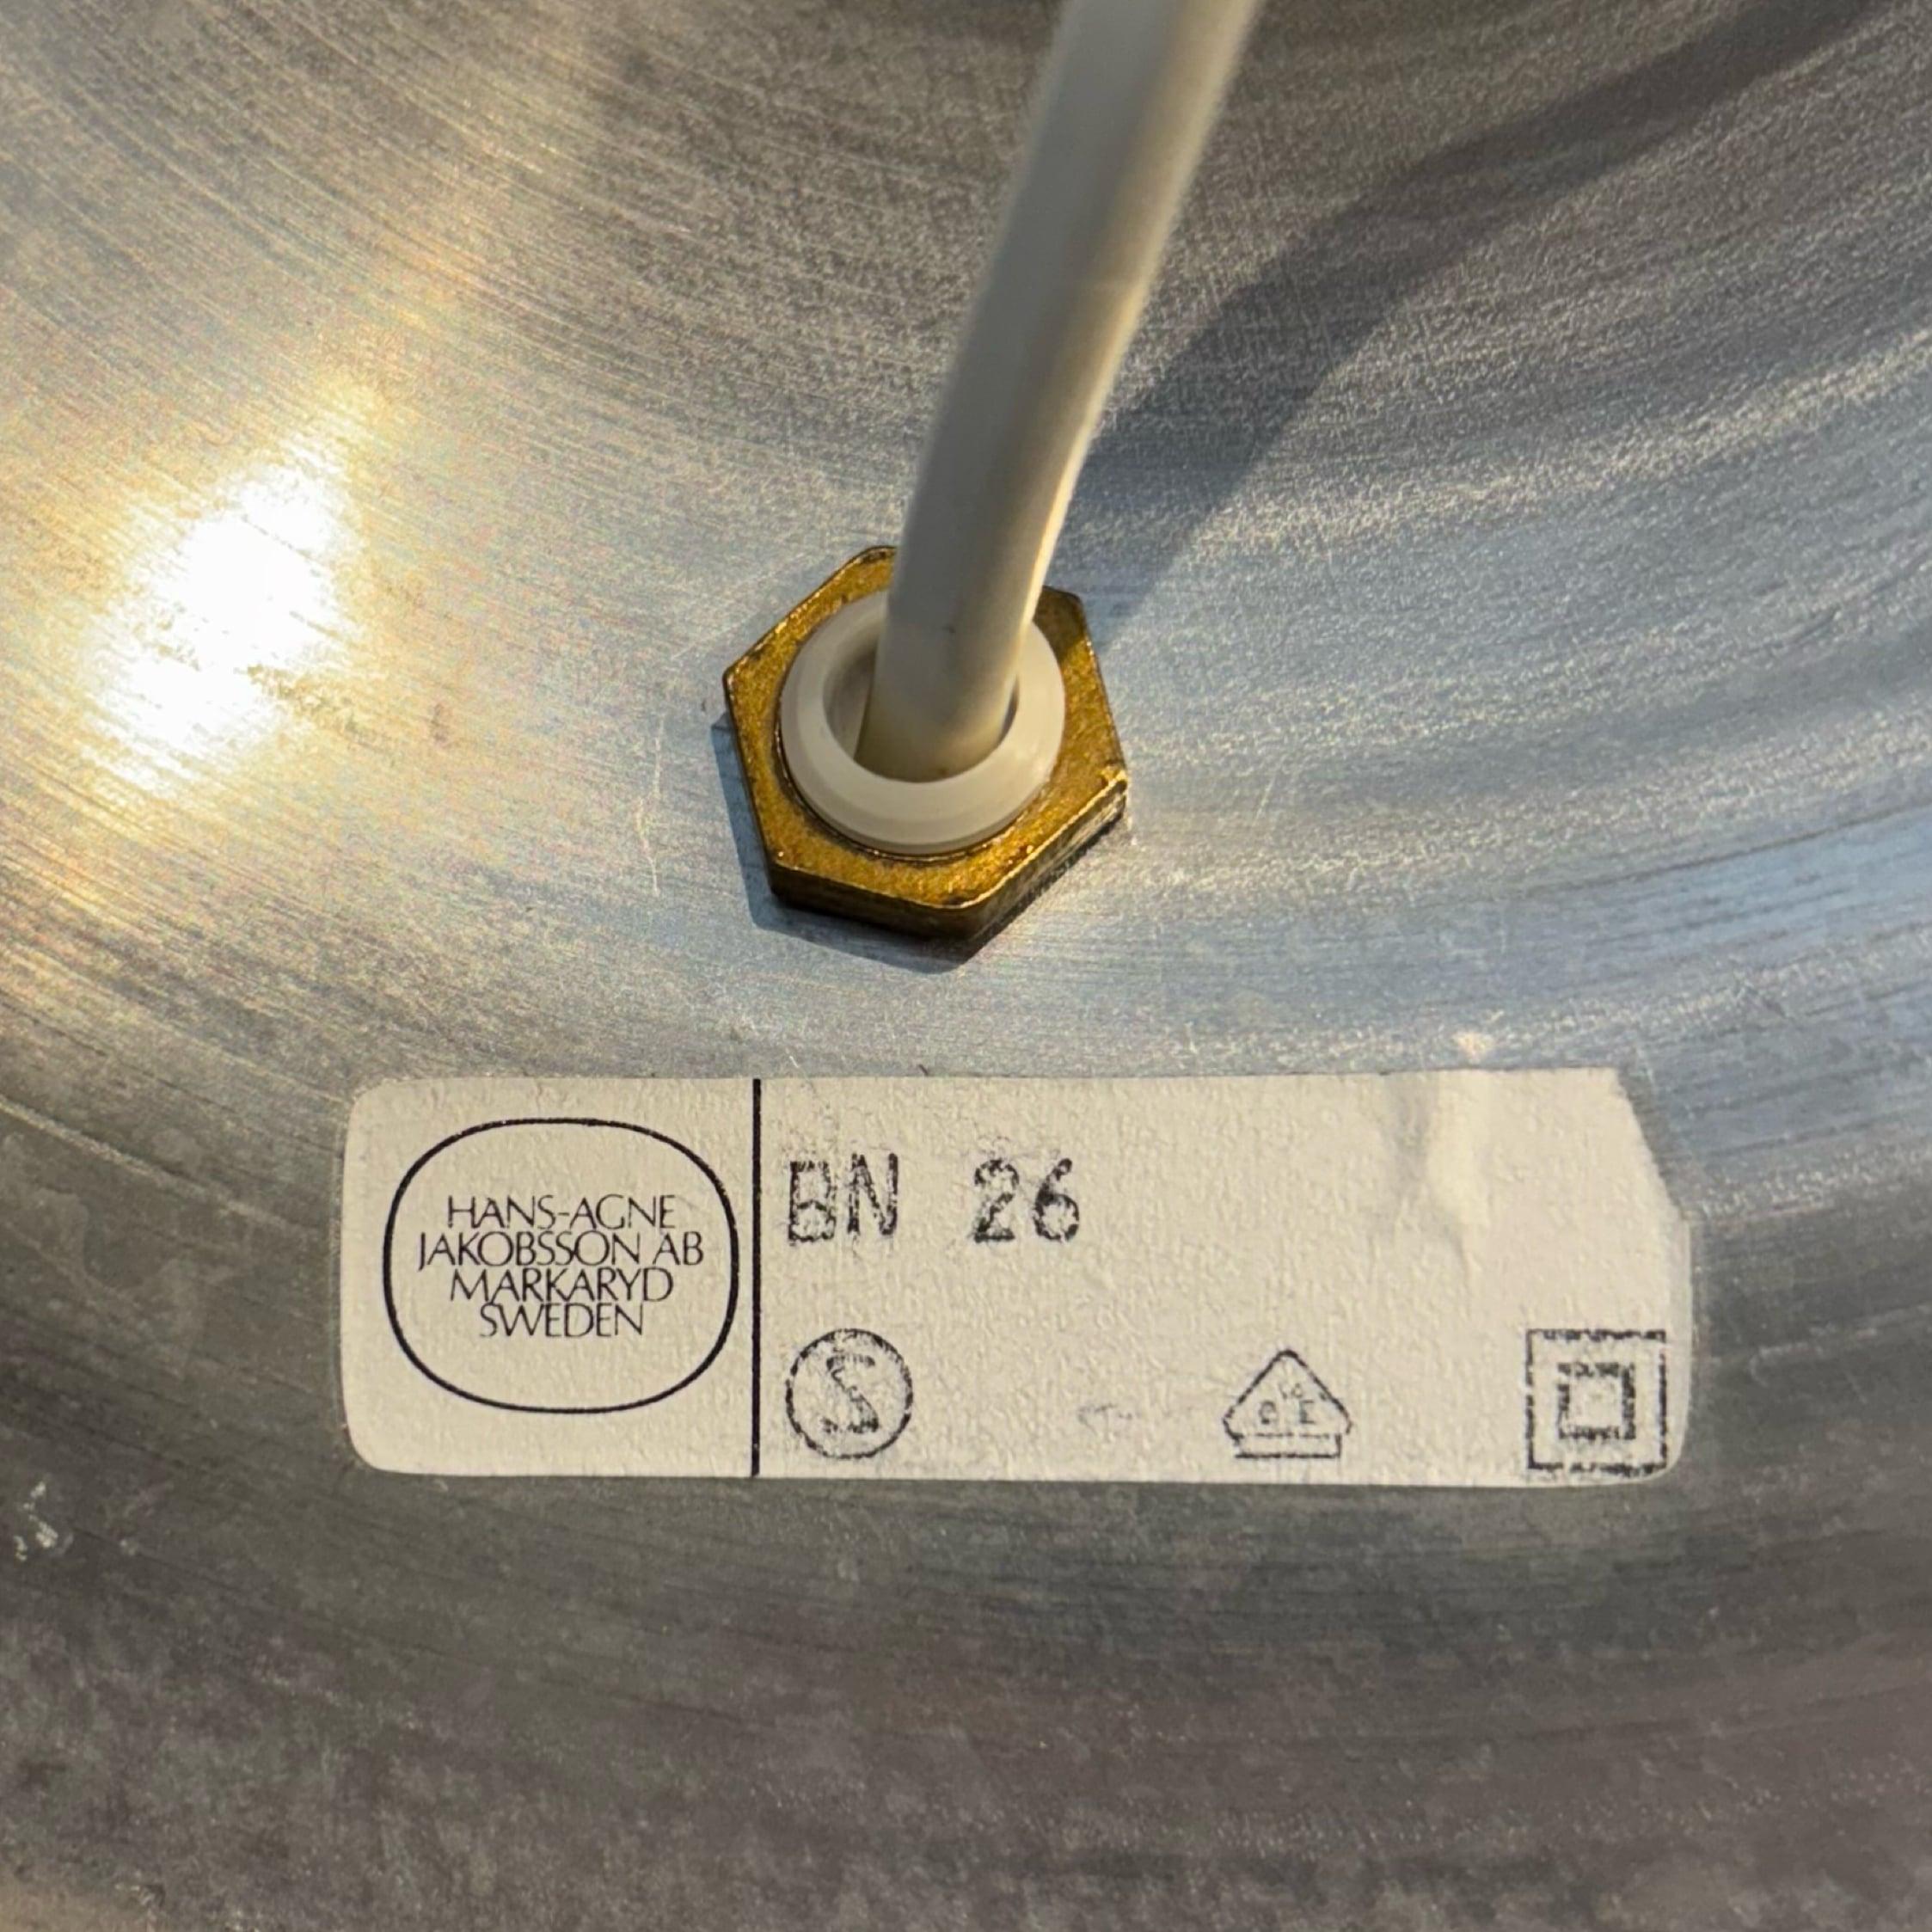 HANS-AGNE
JAKOBSSON AB
MARKARYD
SWEDEN
BN 26
S